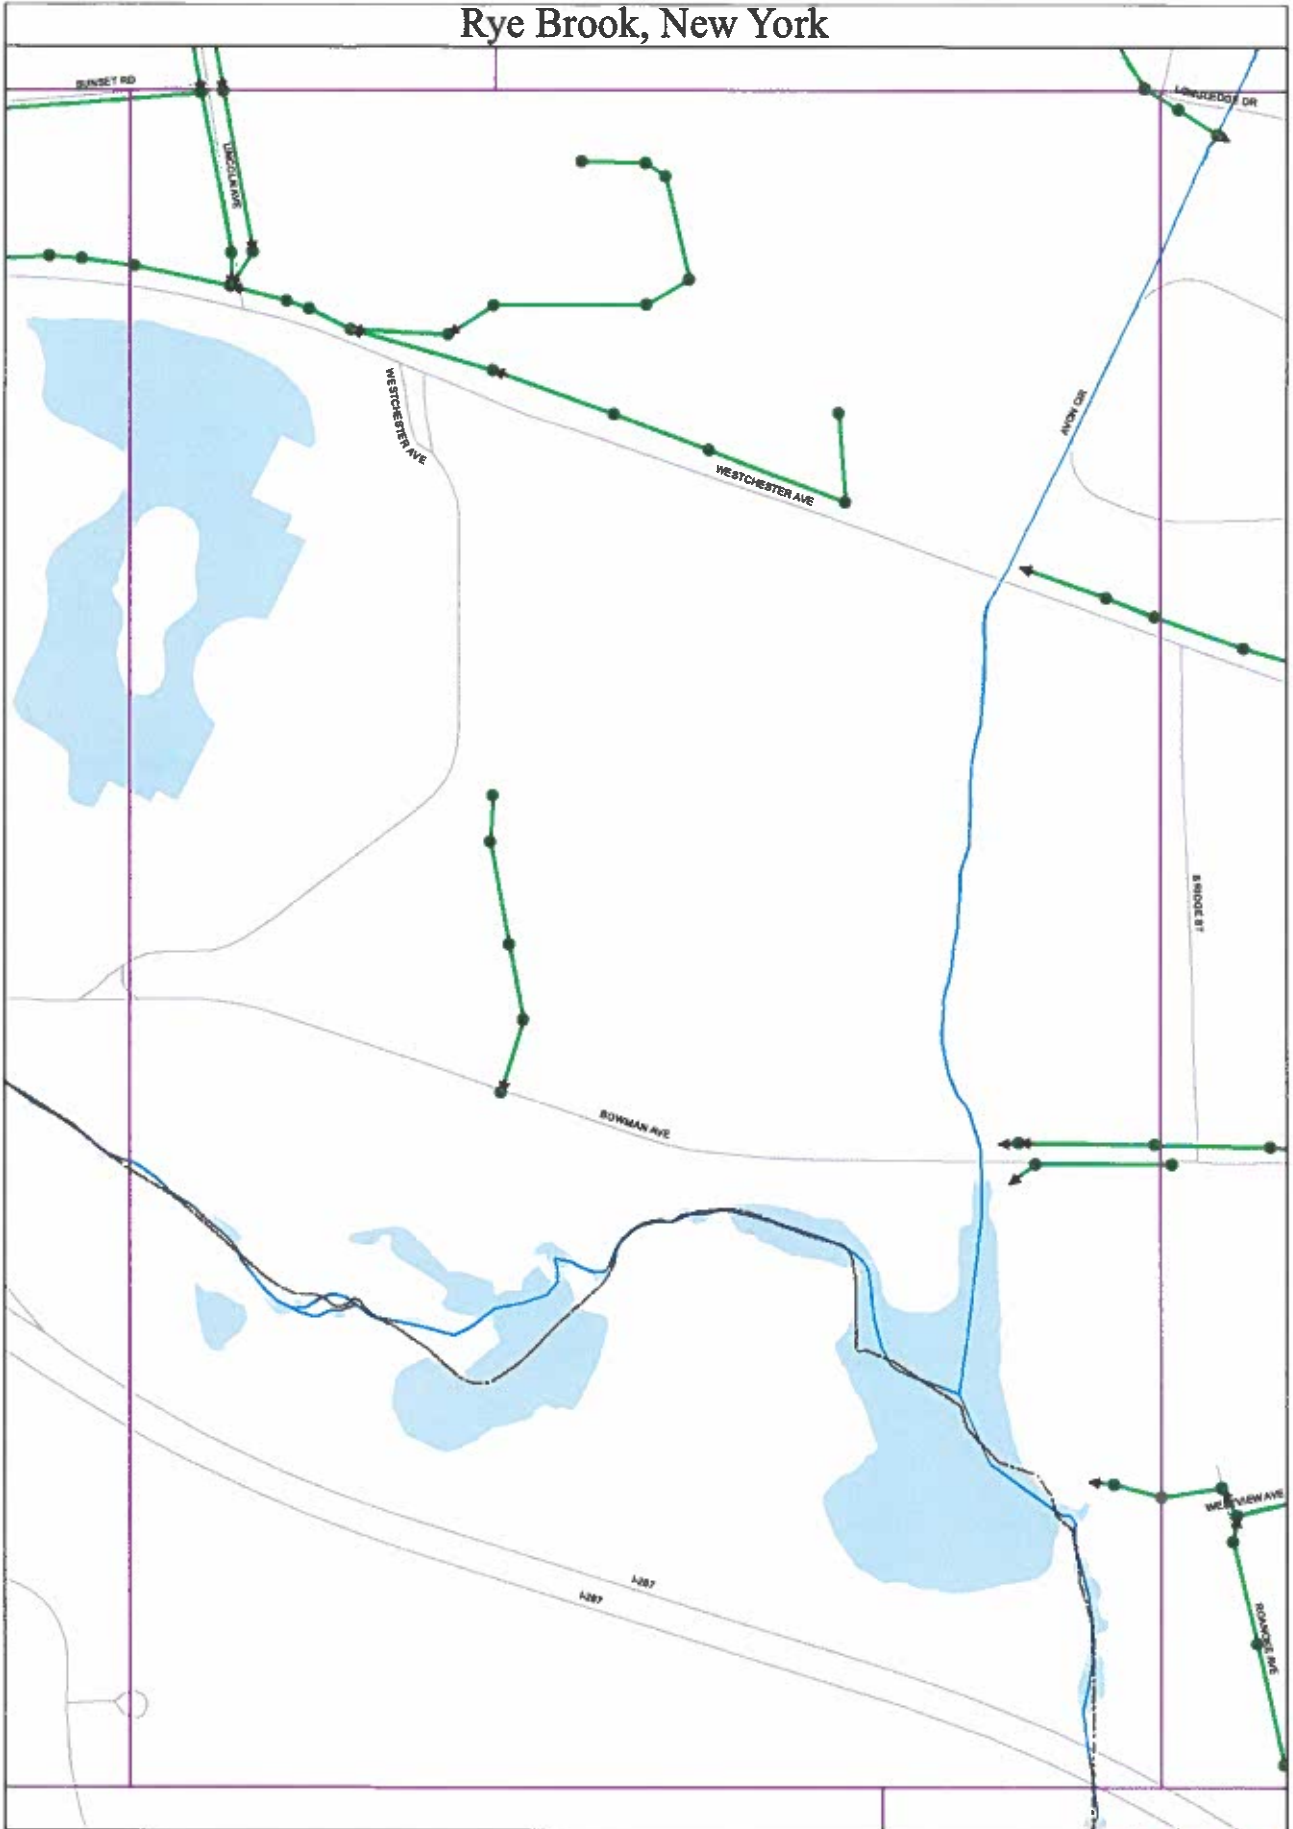 Rye Brook, New York
SUNSET RD
LONGLEDGE DR
LINCOLN AVE
WESTCHESTER AVE
AVON CIR
WESTCHESTER AVE
BRIDGE ST
BOWMAN AVE
WESTVIEW AVE
I-287
I-287
ROANOKE AVE